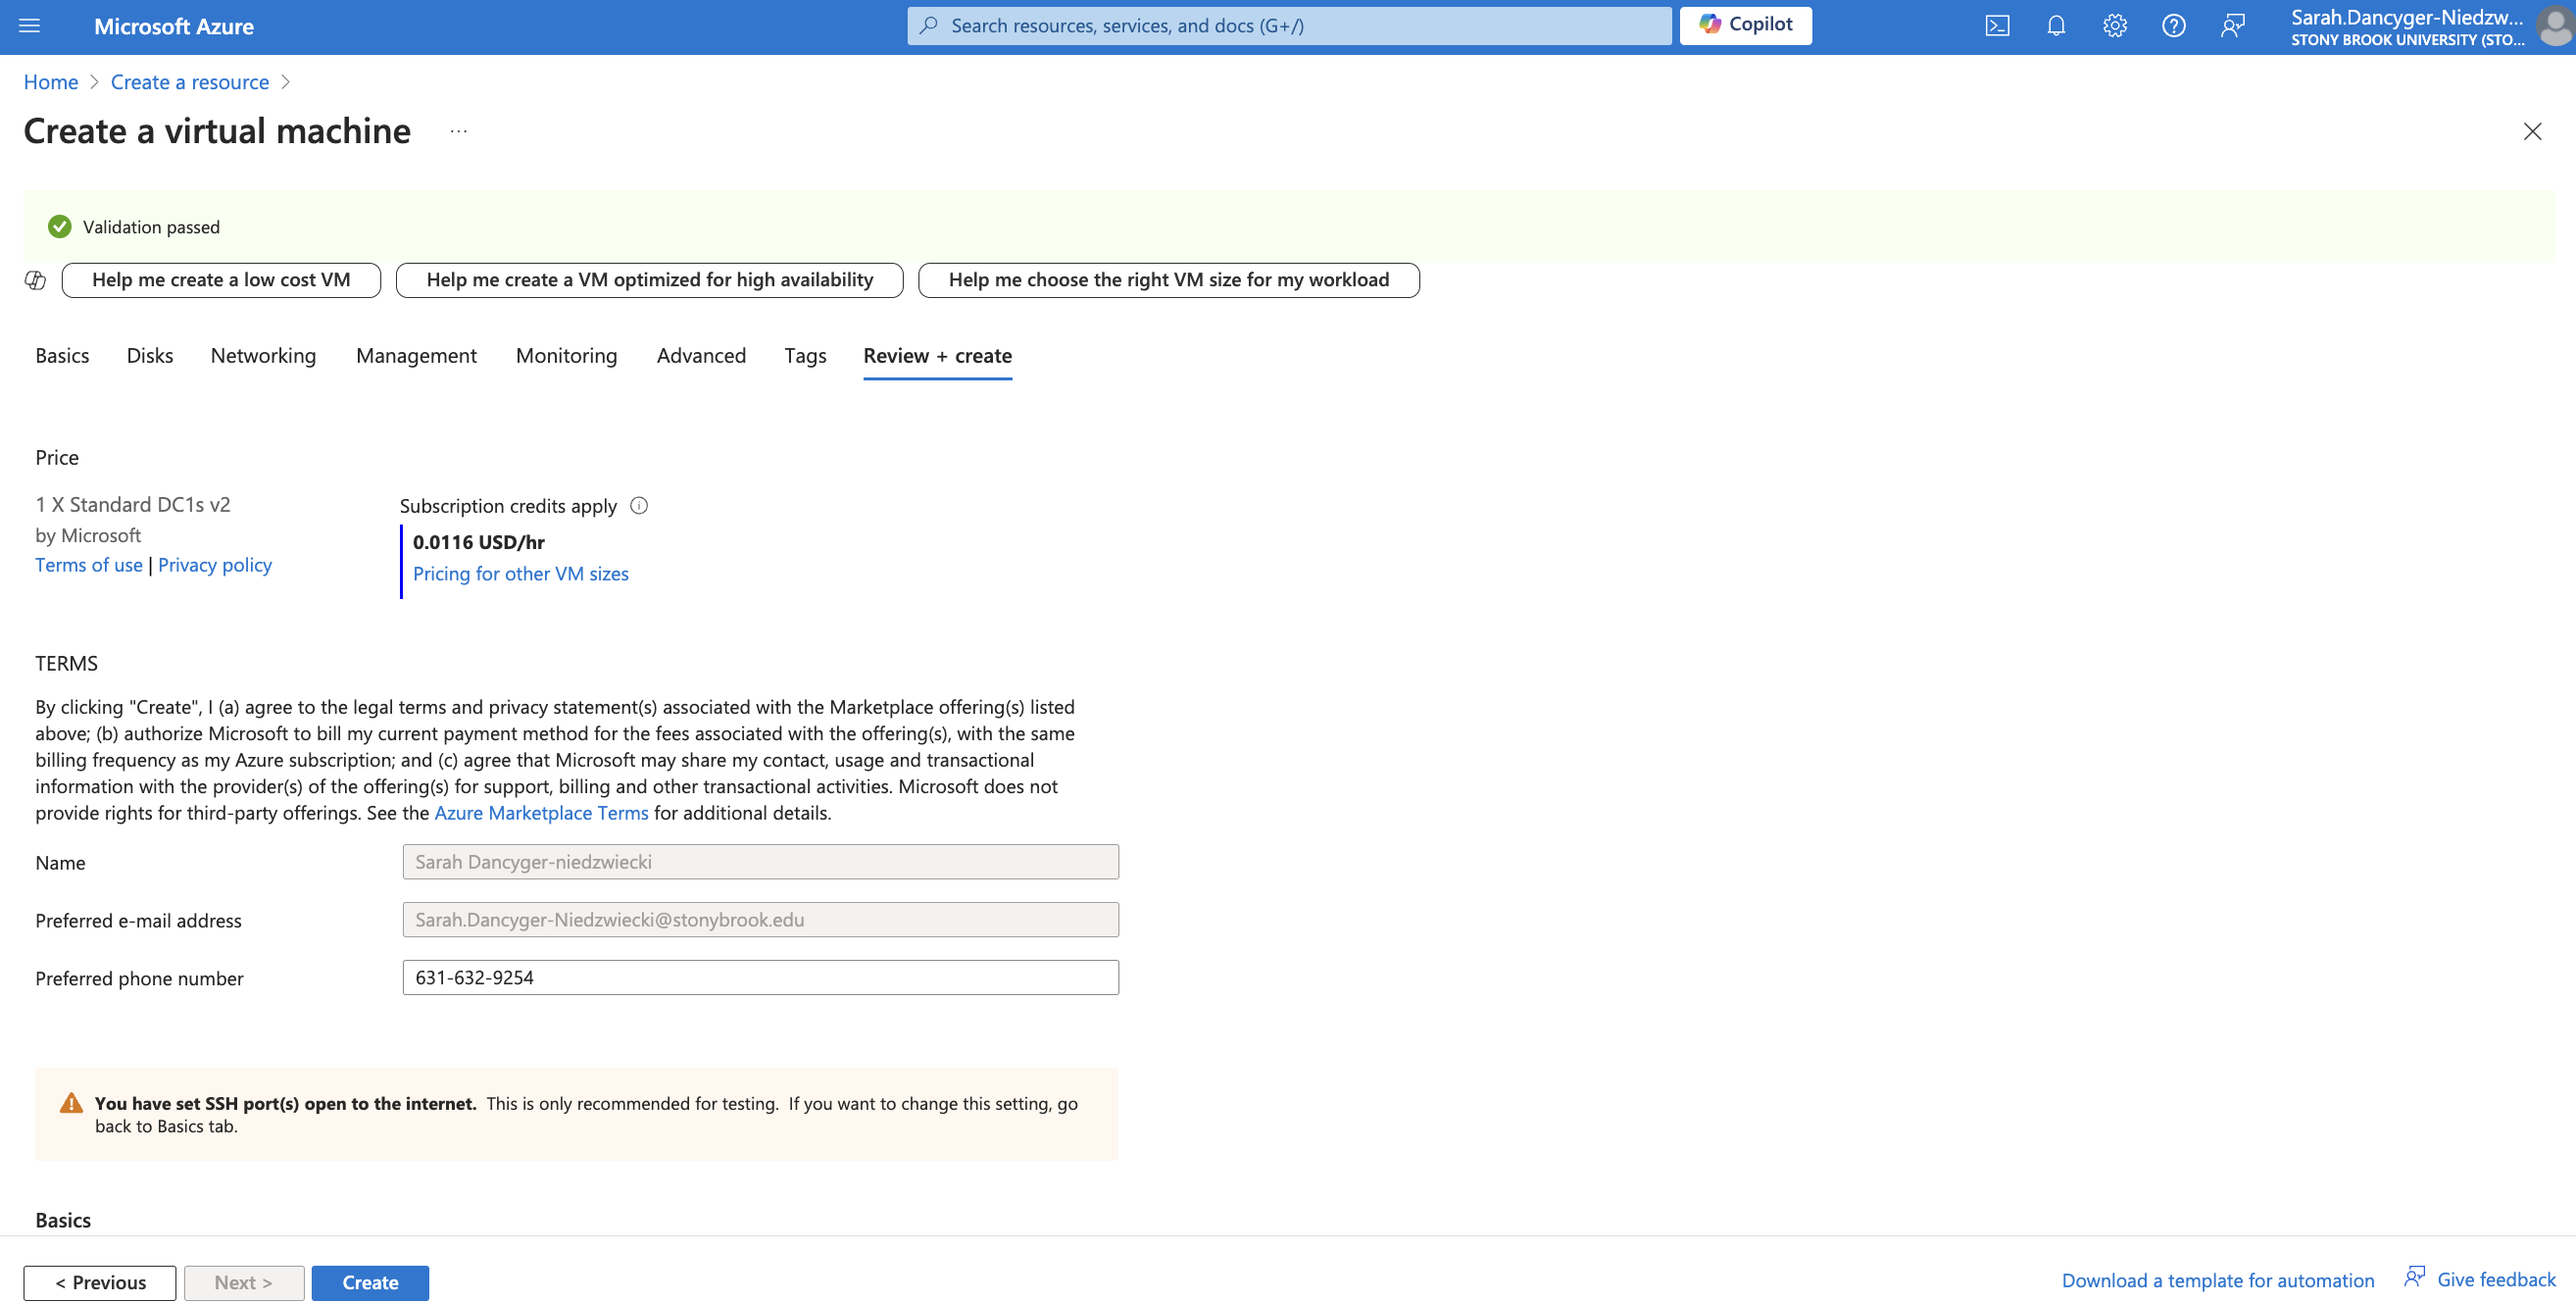 Microsoft Azure
Search resources, services, and docs (G+/)
Copilot
Sarah.Dancyger-Niedzw...
STONY BROOK UNIVERSITY (STO...
Home > Create a resource >
Create a virtual machine ...
Validation passed
Help me create a low cost VM
Help me create a VM optimized for high availability
Help me choose the right VM size for my workload
Basics Disks Networking Management Monitoring Advanced Tags Review + create
Price
1 X Standard DC1s v2
by Microsoft
Terms of use | Privacy policy
Subscription credits apply
0.0116 USD/hr
Pricing for other VM sizes
TERMS
By clicking "Create", I (a) agree to the legal terms and privacy statement(s) associated with the Marketplace offering(s) listed
above; (b) authorize Microsoft to bill my current payment method for the fees associated with the offering(s), with the same
billing frequency as my Azure subscription; and (c) agree that Microsoft may share my contact, usage and transactional
information with the provider(s) of the offering(s) for support, billing and other transactional activities. Microsoft does not
provide rights for third-party offerings. See the Azure Marketplace Terms for additional details.
Name
Sarah Dancyger-niedzwiecki
Preferred e-mail address
Sarah.Dancyger-Niedzwiecki@stonybrook.edu
Preferred phone number
631-632-9254
You have set SSH port(s) open to the internet. This is only recommended for testing. If you want to change this setting, go
back to Basics tab.
Basics
< Previous
Next >
Create
Download a template for automation
Give feedback